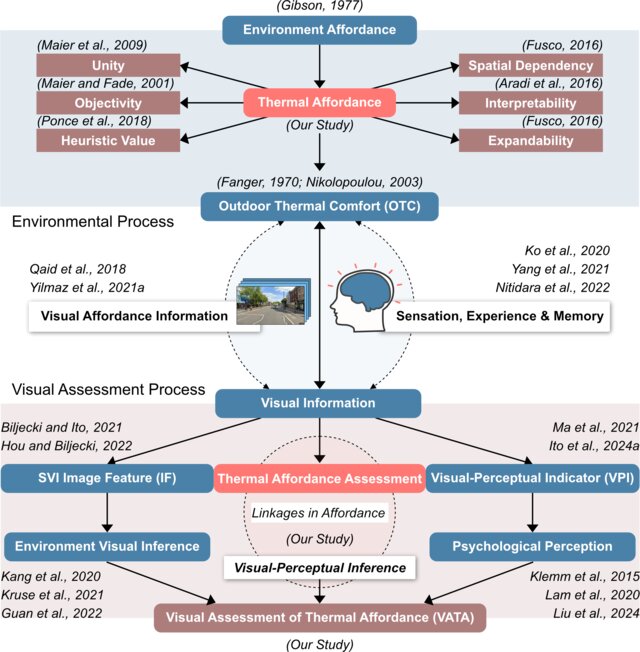 (Gibson, 1977)
Environment Affordance
(Maier et al., 2009)
(Fusco, 2016)
Unity
Spatial Dependency
(Maier and Fade, 2001)
(Aradi et al., 2016)
Objectivity
Thermal Affordance
Interpretability
(Ponce et al., 2018)
(Our Study)
(Fusco, 2016)
Heuristic Value
Expandability
(Fanger, 1970; Nikolopoulou, 2003)
Outdoor Thermal Comfort (OTC)
Environmental Process
Qaid et al., 2018
Yilmaz et al., 2021a
Ko et al., 2020
Yang et al., 2021
Nitidara et al., 2022
Visual Affordance Information
Sensation, Experience & Memory
Visual Assessment Process
Visual Information
Biljecki and Ito, 2021
Hou and Biljecki, 2022
Ma et al., 2021
Ito et al., 2024a
SVI Image Feature (IF)
Thermal Affordance Assessment
Visual-Perceptual Indicator (VPI)
Linkages in Affordance
(Our Study)
Environment Visual Inference
Psychological Perception
Visual-Perceptual Inference
Kang et al., 2020
Kruse et al., 2021
Guan et al., 2022
Klemm et al., 2015
Lam et al., 2020
Liu et al., 2024
Visual Assessment of Thermal Affordance (VATA)
(Our Study)